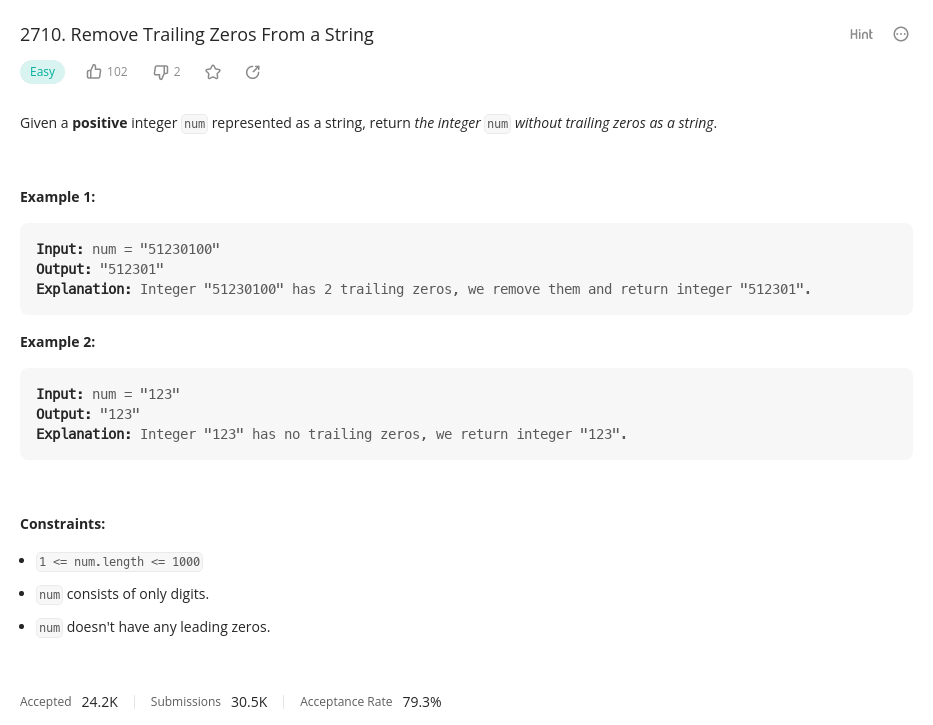 2710. Remove Trailing Zeros From a String
Hint
Easy 102 2
Given a positive integer num represented as a string, return the integer num without trailing zeros as a string.
Example 1:
Input: num = "51230100"
Output: "512301"
Explanation: Integer "51230100" has 2 trailing zeros, we remove them and return integer "512301".
Example 2:
Input: num = "123"
Output: "123"
Explanation: Integer "123" has no trailing zeros, we return integer "123".
Constraints:
1 <= num.length <= 1000
num consists of only digits.
num doesn't have any leading zeros.
Accepted 24.2K Submissions 30.5K Acceptance Rate 79.3%